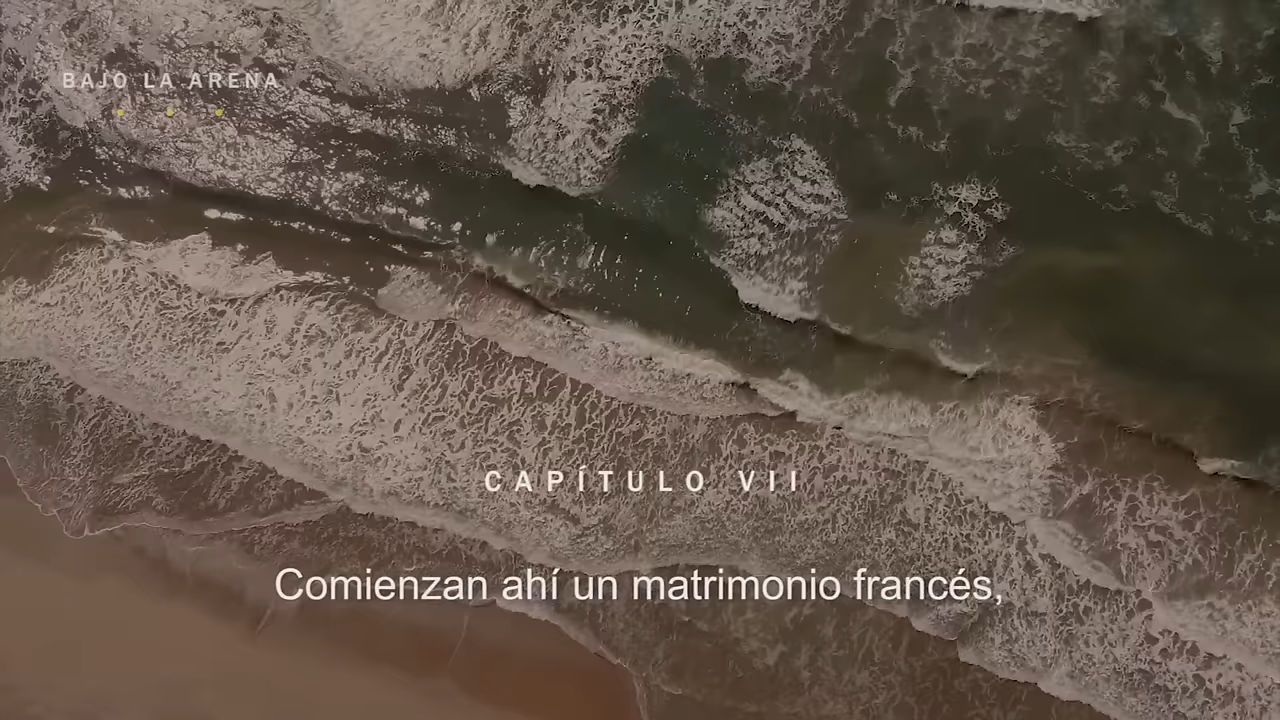 BAJO LA ARENA
CAPÍTULO VII
Comienzan ahí un matrimonio francés,